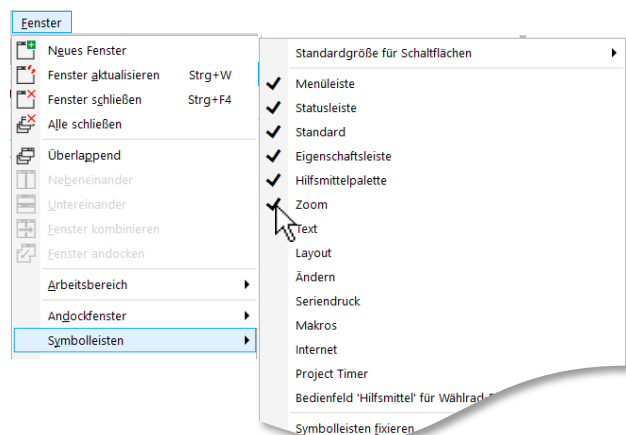 Fenster
Neues Fenster
Fenster aktualisieren Strg+W
Fenster schließen Strg+F4
Alle schließen
Überlappend
Nebeneinander
Untereinander
Fenster kombinieren
Fenster andocken
Arbeitsbereich
Andockfenster
Symbolleisten
Standardgröße für Schaltflächen
Menüleiste
Statusleiste
Standard
Eigenschaftsleiste
Hilfsmittelpalette
Zoom
Text
Layout
Ändern
Seriendruck
Makros
Internet
Project Timer
Bedienfeld 'Hilfsmittel' für Wählrad-
Symbolleisten fixieren